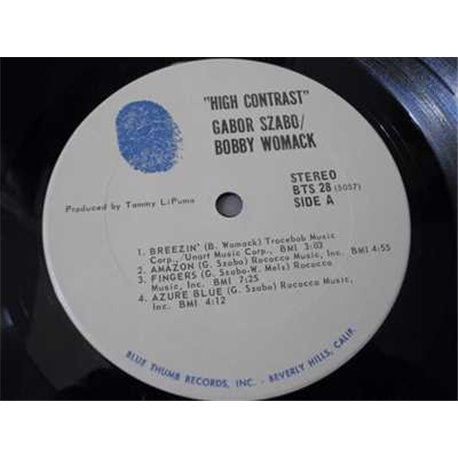 "HIGH CONTRAST"
GABOR SZABO/
BOBBY WOMACK
STEREO
BTS 28 (5057)
SIDE A
Produced by Tommy LiPuma
1. BREEZIN' (B. Womack) Tracebob Music
Corp., /Unart Music Corp., BMI 3:03
2. AMAZON (G. Szabo) Rococco Music, Inc. BMI 4:55
3. FINGERS (G. Szabo-W. Mels) Rococco
Music, Inc. BMI 7:25
4. AZURE BLUE (G. Szabo) Rococco Music,
Inc. BMI 4:12
BLUE THUMB RECORDS, INC. - BEVERLY HILLS, CALIF.